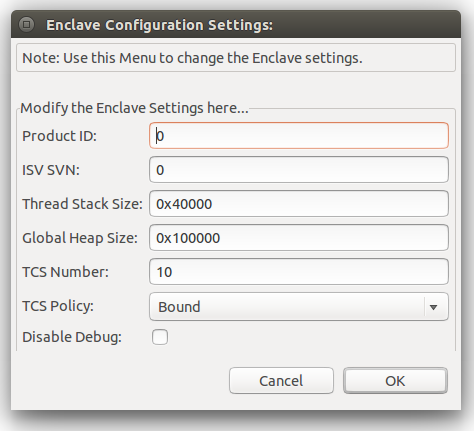 Enclave Configuration Settings:
Note: Use this Menu to change the Enclave settings.
Modify the Enclave Settings here...
Product ID: 0
ISV SVN: 0
Thread Stack Size: 0x40000
Global Heap Size: 0x100000
TCS Number: 10
TCS Policy: Bound
Disable Debug:
Cancel OK